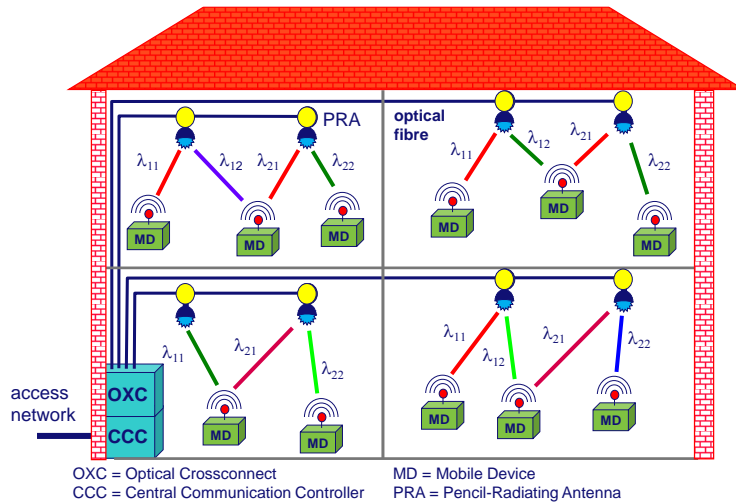 PRA
optical
fibre
λ11
λ12
λ21
λ22
λ11
λ12
λ21
λ22
MD
MD
MD
MD
MD
MD
λ11
λ21
λ22
λ11
λ12
λ21
λ22
MD
MD
MD
MD
MD
MD
access
network
OXC
CCC
OXC = Optical Crossconnect
MD = Mobile Device
CCC = Central Communication Controller
PRA = Pencil-Radiating Antenna